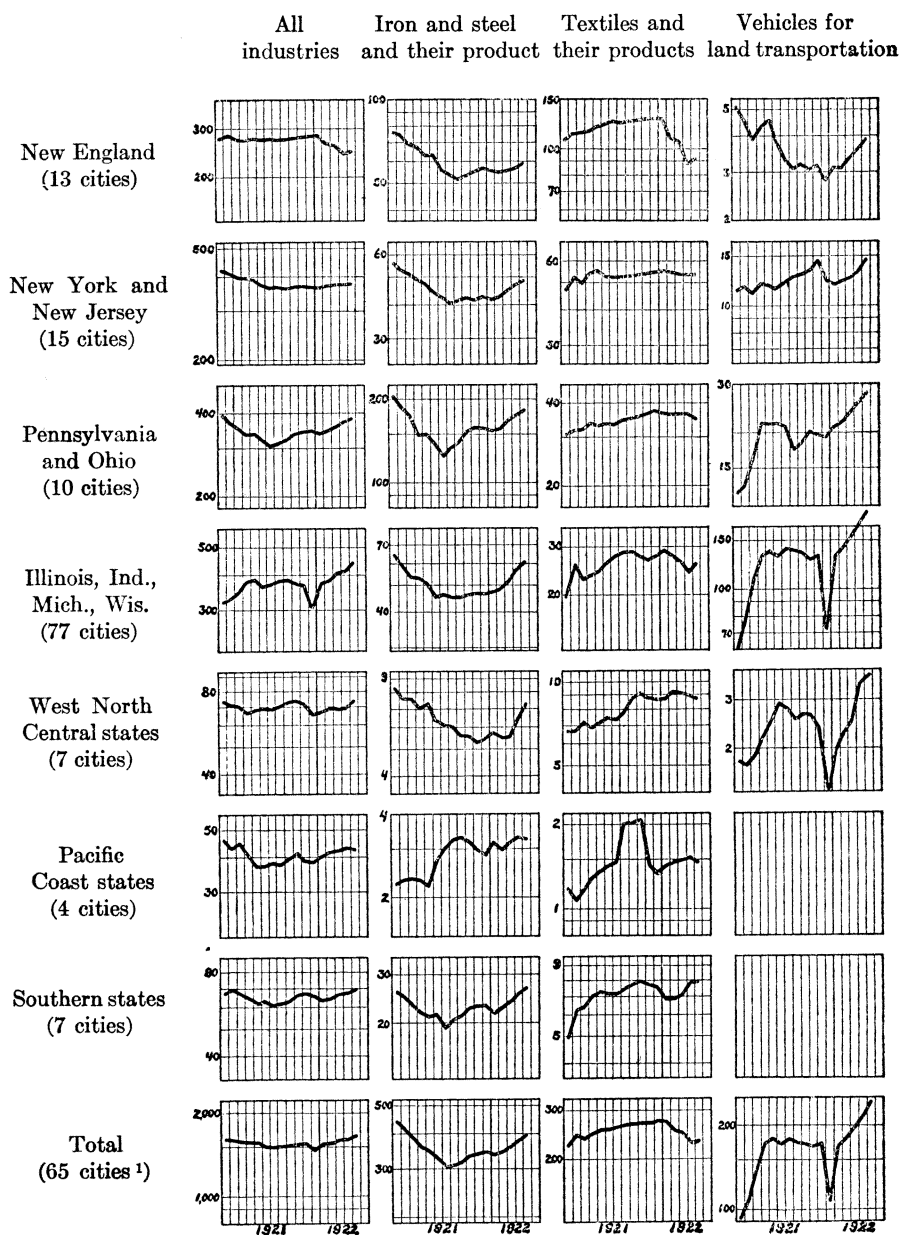 All industries
Iron and steel and their product
Textiles and their products
Vehicles for land transportation
New England
(13 cities)
300
200
100
50
150
100
70
5
3
2
New York and
New Jersey
(15 cities)
500
200
60
30
60
30
15
10
Pennsylvania
and Ohio
(10 cities)
400
200
200
100
40
20
30
15
Illinois, Ind.,
Mich., Wis.
(77 cities)
500
300
70
40
30
20
150
100
70
West North
Central states
(7 cities)
80
40
9
4
10
5
3
2
Pacific
Coast states
(4 cities)
50
30
4
2
2
1
Southern states
(7 cities)
80
40
30
20
9
5
Total
(65 cities ¹)
2,000
1,000
500
300
300
200
200
100
1921 1922
1921 1922
1921 1922
1921 1922